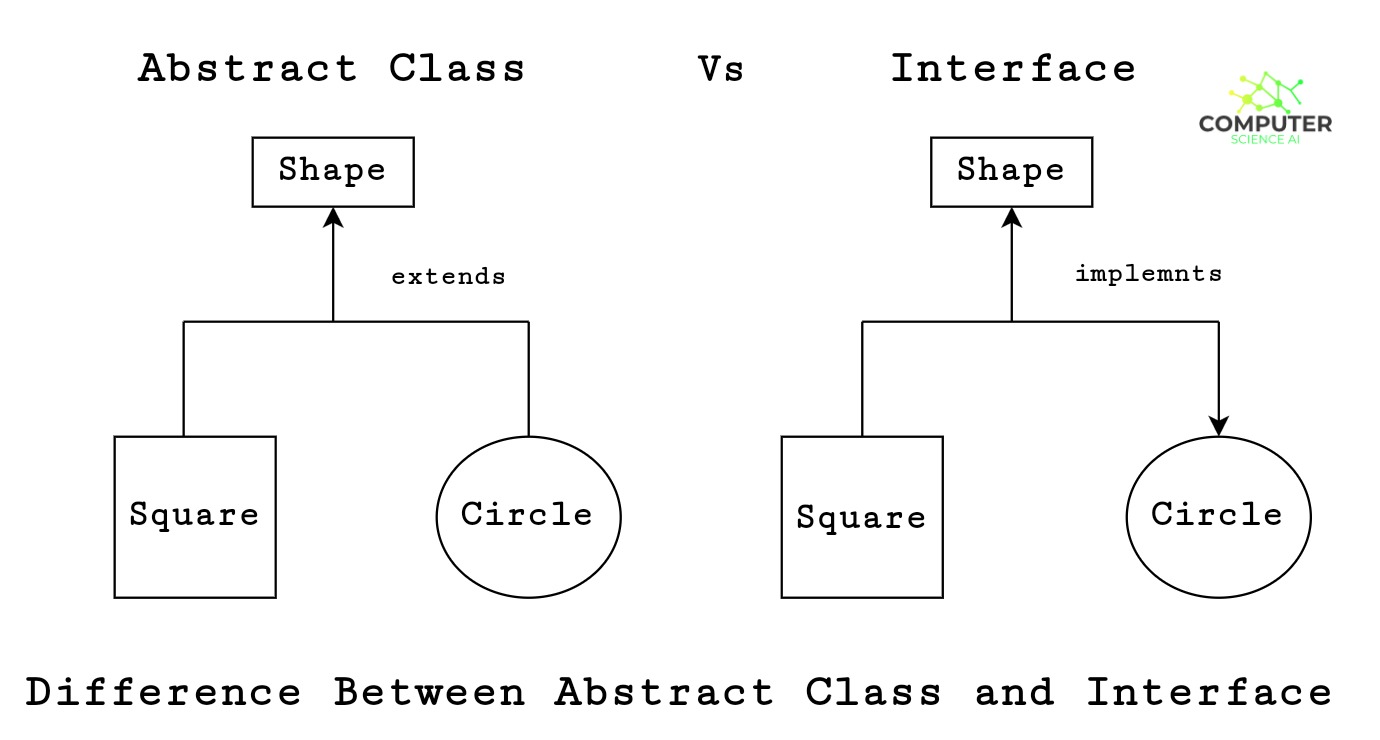 Abstract Class Vs Interface
COMPUTER
SCIENCE AI
Shape Shape
extends implemnts
Square Circle Square Circle
Difference Between Abstract Class and Interface